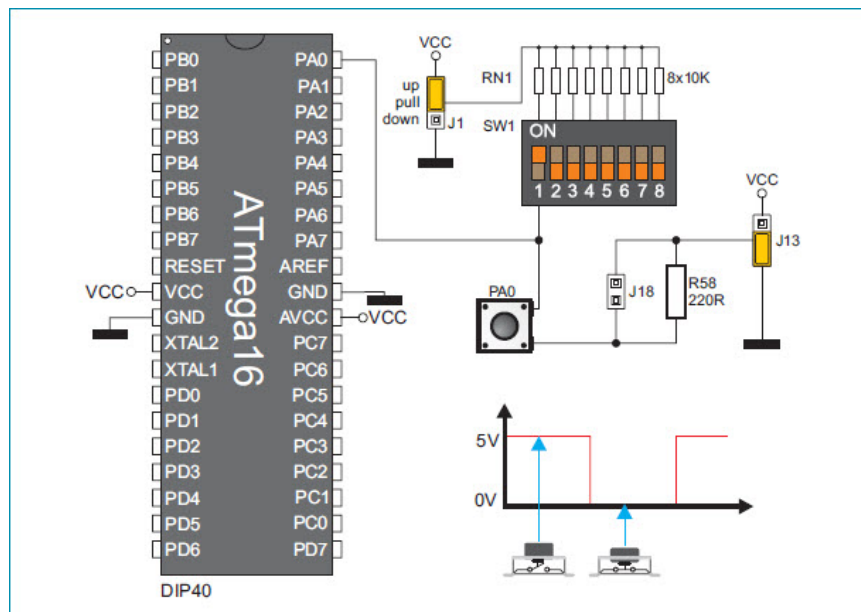 PB0 PA0
PB1 PA1
PB2 PA2
PB3 PA3
PB4 PA4
PB5 PA5
PB6 PA6
PB7 PA7
RESET AREF
VCC VCC GND
GND AVCC VCC
XTAL2 PC7
XTAL1 PC6
PD0 PC5
PD1 PC4
PD2 PC3
PD3 PC2
PD4 PC1
PD5 PC0
PD6 PD7
ATmega16
DIP40
VCC
up
pull
down
J1
RN1
8x10K
SW1
ON
1 2 3 4 5 6 7 8
VCC
J13
PA0
J18
R58
220R
5V
0V